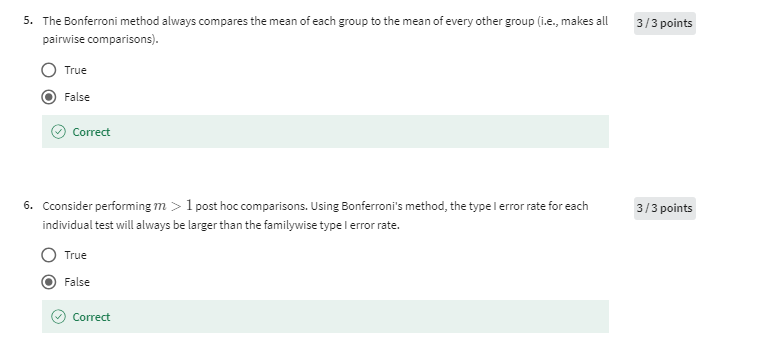 5. The Bonferroni method always compares the mean of each group to the mean of every other group (i.e., makes all
pairwise comparisons).
3 / 3 points
True
False
Correct
6. Cconsider performing m > 1 post hoc comparisons. Using Bonferroni's method, the type I error rate for each
individual test will always be larger than the familywise type I error rate.
3 / 3 points
True
False
Correct